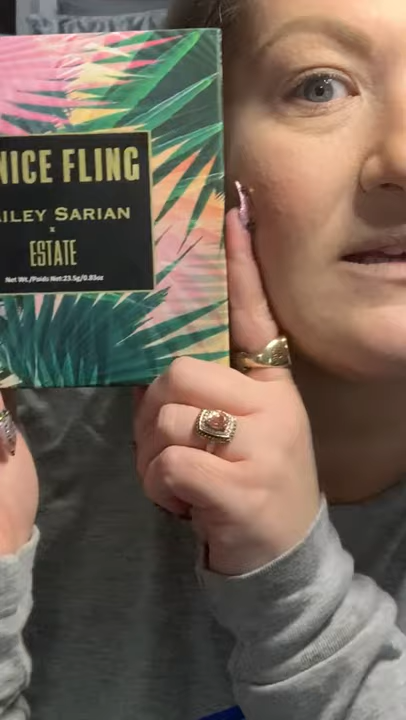 NICE FLING
AILEY SARIAN
x
ESTATE
Net Wt./Poids Net:23.5g/0.83oz